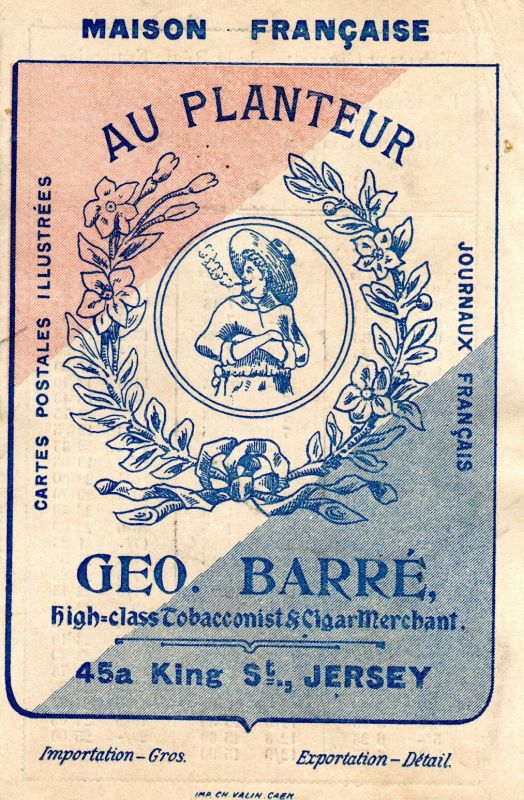 MAISON FRANÇAISE
AU PLANTEUR
CARTES POSTALES ILLUSTRÉES
JOURNAUX FRANÇAIS
GEO. BARRÉ,
High=class Tobacconist & Cigar Merchant.
45a King St., JERSEY
Importation – Gros.
Exportation – Détail.
IMP. CH. VALIN. CAEN